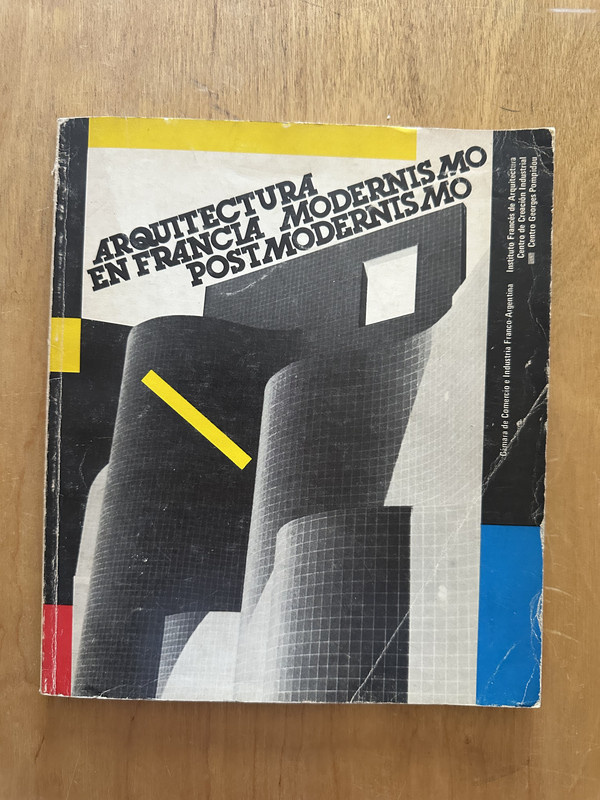 ARQUITECTURA
EN FRANCIA MODERNISMO
POSTMODERNISMO
Instituto Francés de Arquitectura
Centro de Creación Industrial
Centro Georges Pompidou
Cámara de Comercio e Industria Franco-Argentina